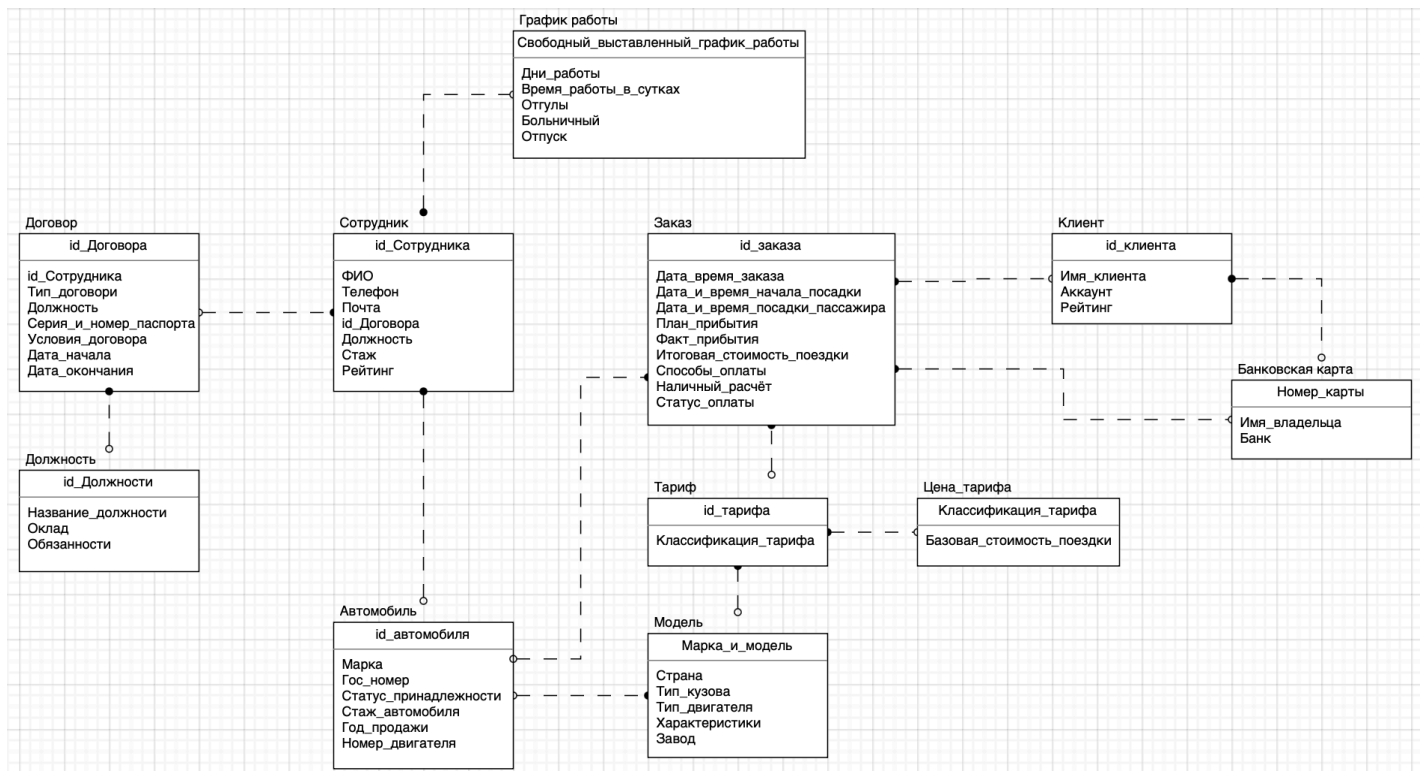 График работы
Свободный_выставленный_график_работы
Дни_работы
Время_работы_в_сутках
Отгулы
Больничный
Отпуск
Договор
id_Договора
id_Сотрудника
Тип_договори
Должность
Серия_и_номер_паспорта
Условия_договора
Дата_начала
Дата_окончания
Сотрудник
id_Сотрудника
ФИО
Телефон
Почта
id_Договора
Должность
Стаж
Рейтинг
Заказ
id_заказа
Дата_время_заказа
Дата_и_время_начала_посадки
Дата_и_время_посадки_пассажира
План_прибытия
Факт_прибытия
Итоговая_стоимость_поездки
Способы_оплаты
Наличный_расчёт
Статус_оплаты
Клиент
id_клиента
Имя_клиента
Аккаунт
Рейтинг
Банковская карта
Номер_карты
Имя_владельца
Банк
Должность
id_Должности
Название_должности
Оклад
Обязанности
Тариф
id_тарифа
Классификация_тарифа
Цена_тарифа
Классификация_тарифа
Базовая_стоимость_поездки
Автомобиль
id_автомобиля
Марка
Гос_номер
Статус_принадлежности
Стаж_автомобиля
Год_продажи
Номер_двигателя
Модель
Марка_и_модель
Страна
Тип_кузова
Тип_двигателя
Характеристики
Завод